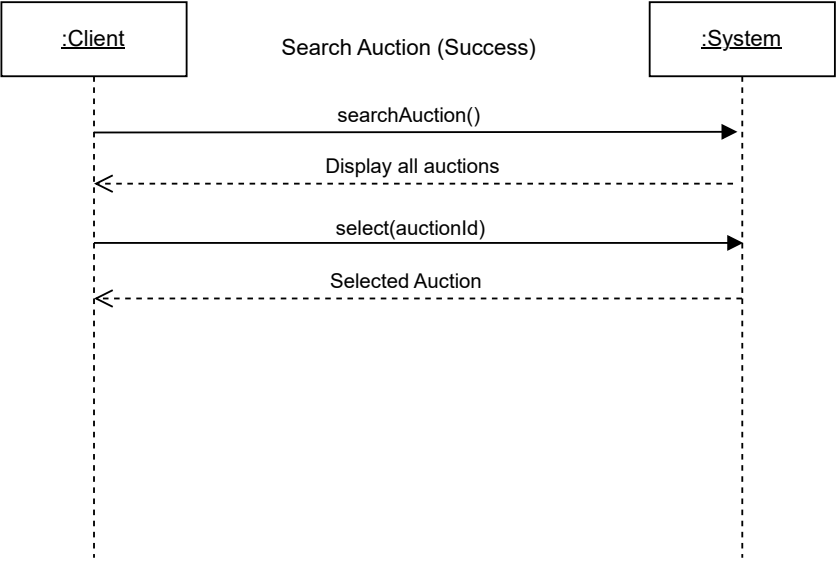 :Client
Search Auction (Success)
:System
searchAuction()
Display all auctions
select(auctionId)
Selected Auction